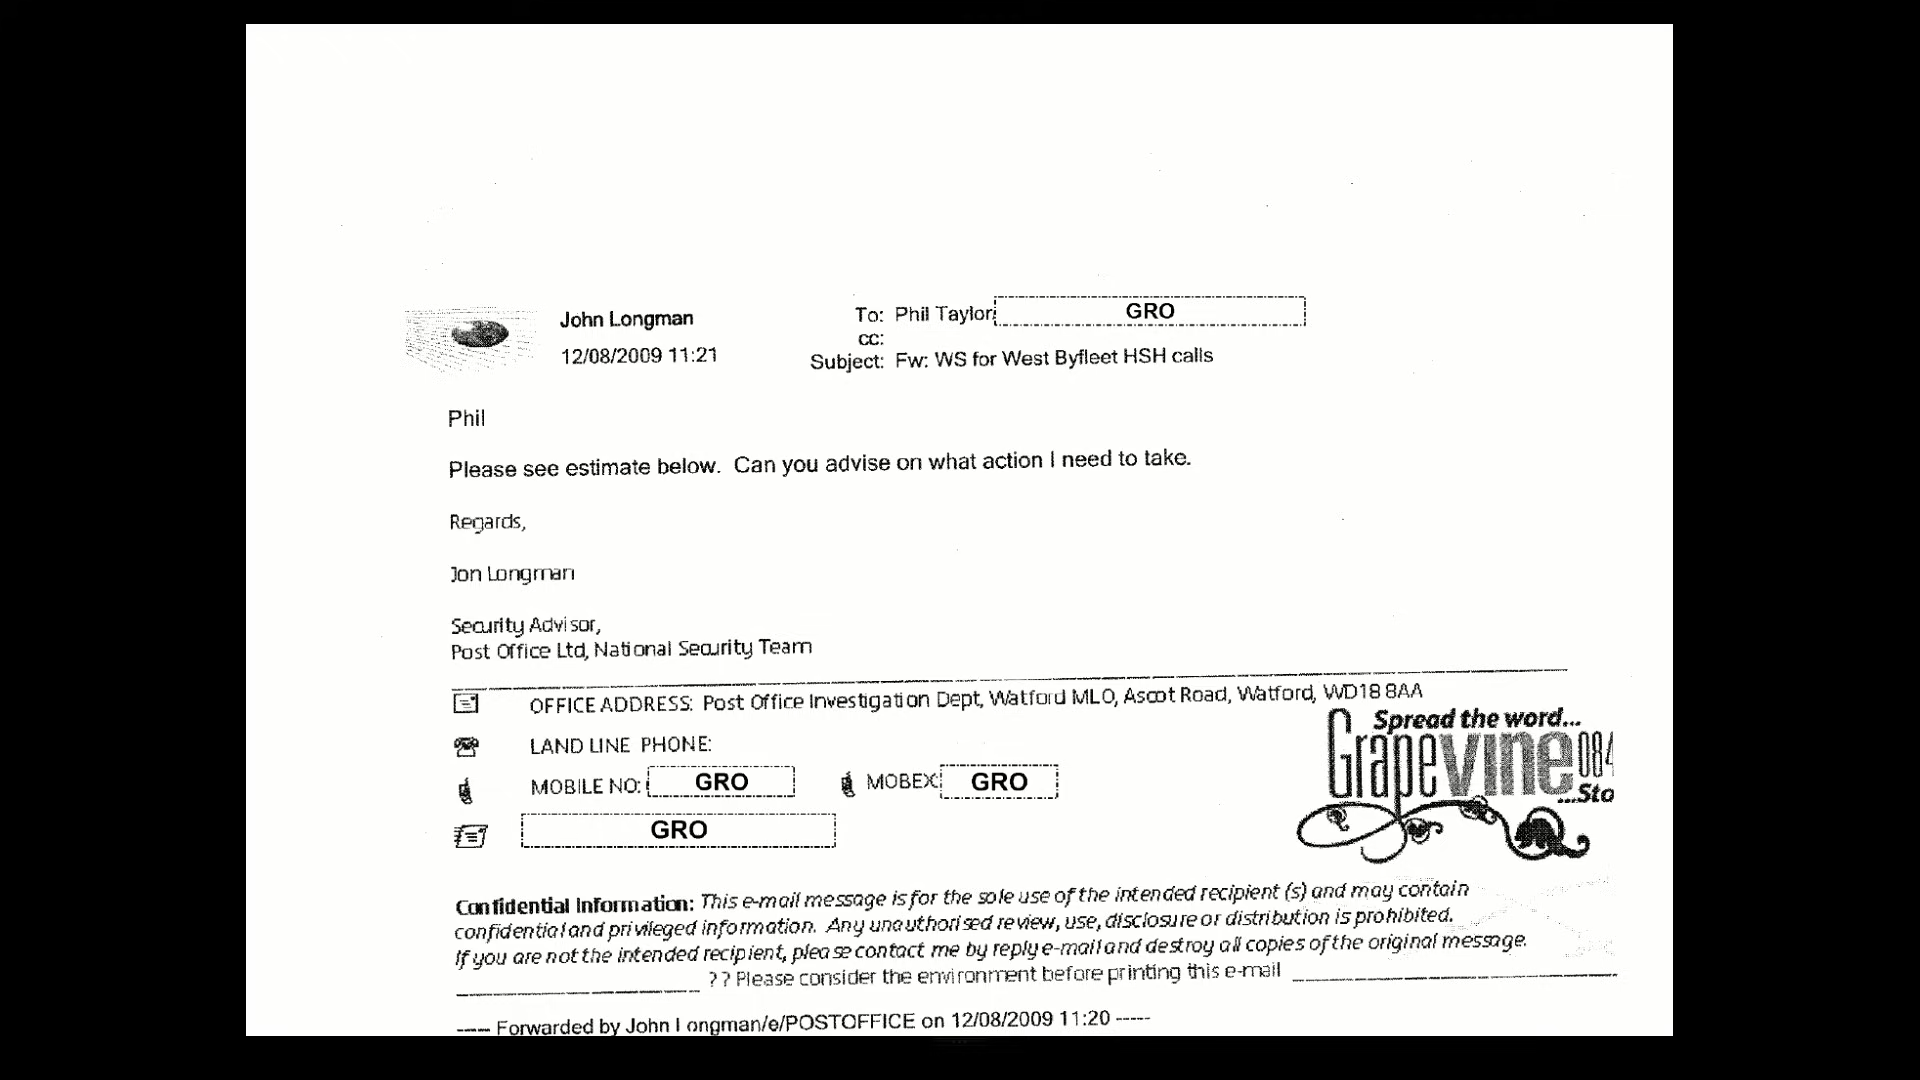 John Longman
12/08/2009 11:21
To: Phil Taylor GRO
cc:
Subject: Fw: WS for West Byfleet HSH calls
Phil
Please see estimate below. Can you advise on what action I need to take.
Regards,
Jon Longman
Security Advisor,
Post Office Ltd, National Security Team
OFFICE ADDRESS: Post Office Investigation Dept, Watford MLO, Ascot Road, Watford, WD18 8AA
LAND LINE PHONE:
MOBILE NO: GRO MOBEX: GRO
GRO
Spread the word...
Grapevine 084
...Sto
Confidential Information: This e-mail message is for the sole use of the intended recipient (s) and may contain
confidential and privileged information. Any unauthorised review, use, disclosure or distribution is prohibited.
If you are not the intended recipient, please contact me by reply e-mail and destroy all copies of the original message.
?? Please consider the environment before printing this e-mail
---- Forwarded by John Longman/e/POSTOFFICE on 12/08/2009 11:20 -----